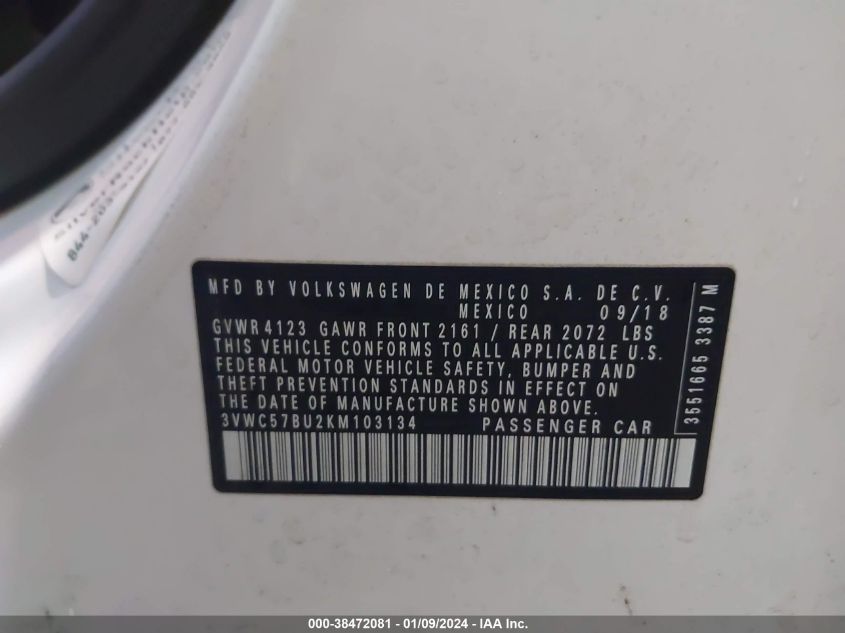 MFD BY VOLKSWAGEN DE MEXICO S.A. DE C.V.
MEXICO 09/18
GVWR 4123 GAWR FRONT 2161 / REAR 2072 LBS
THIS VEHICLE CONFORMS TO ALL APPLICABLE U.S.
FEDERAL MOTOR VEHICLE SAFETY, BUMPER AND
THEFT PREVENTION STANDARDS IN EFFECT ON
THE DATE OF MANUFACTURE SHOWN ABOVE.
3VWC57BU2KM103134 PASSENGER CAR
3551665 3387 M
000-38472081 - 01/09/2024 - IAA Inc.